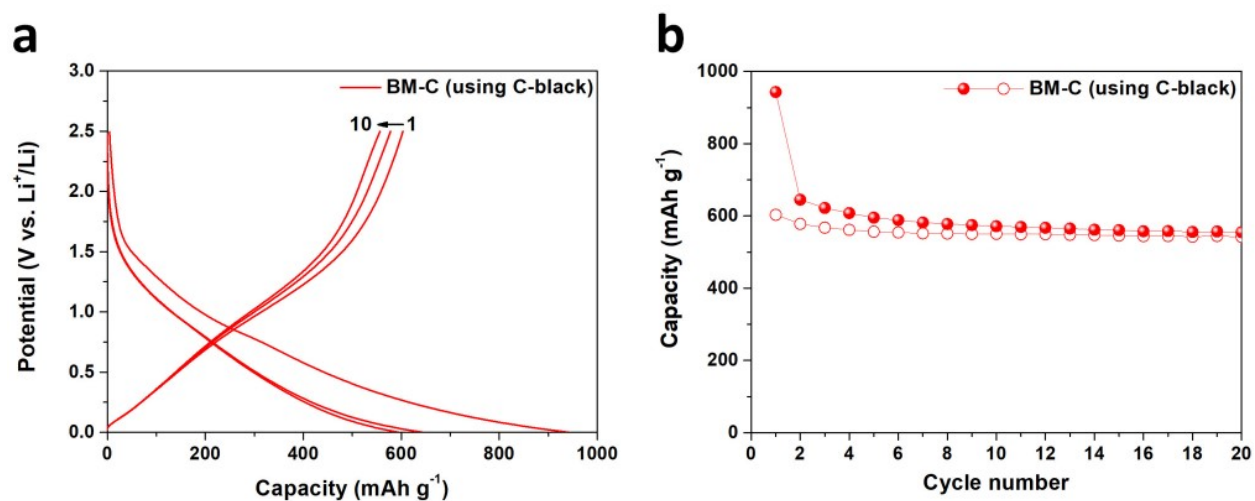 a
BM-C (using C-black)
10 ← 1
3.0
2.5
2.0
1.5
1.0
0.5
0.0
Potential (V vs. Li⁺/Li)
0 200 400 600 800 1000
Capacity (mAh g⁻¹)
b
BM-C (using C-black)
1000
800
600
400
200
0
Capacity (mAh g⁻¹)
0 2 4 6 8 10 12 14 16 18 20
Cycle number